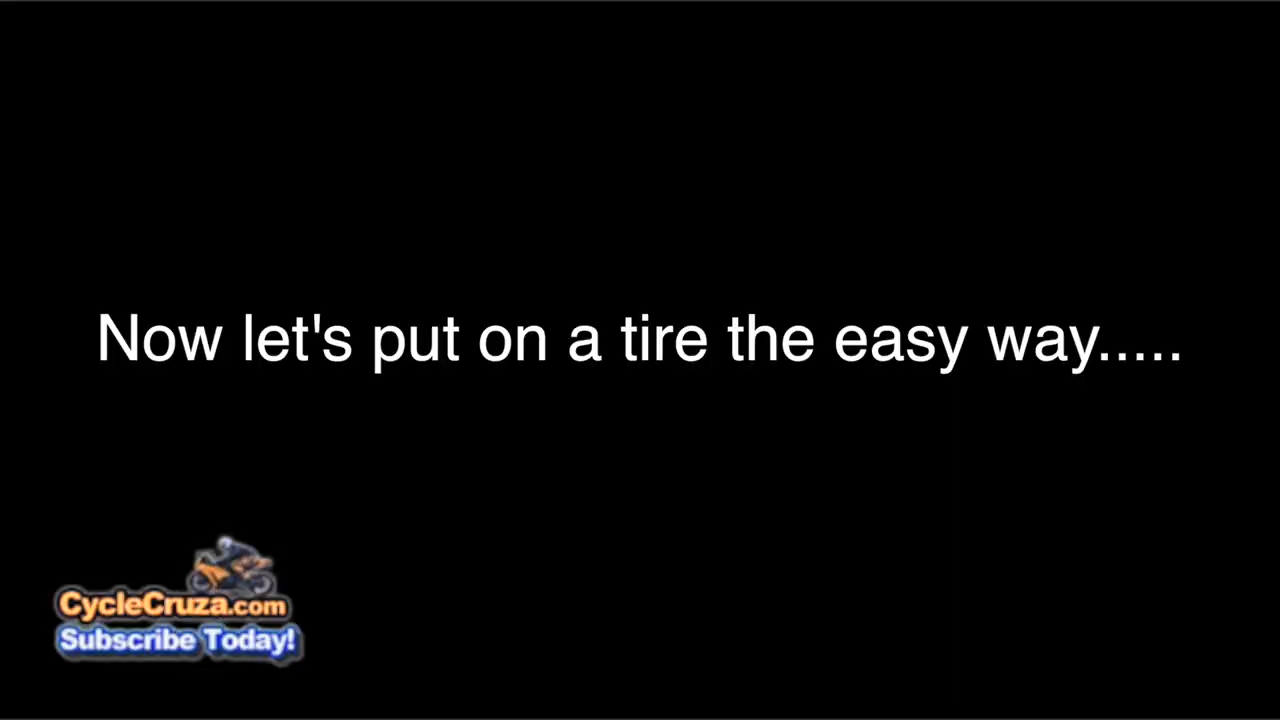 Now let's put on a tire the easy way.....
CycleCruza.com
Subscribe Today!